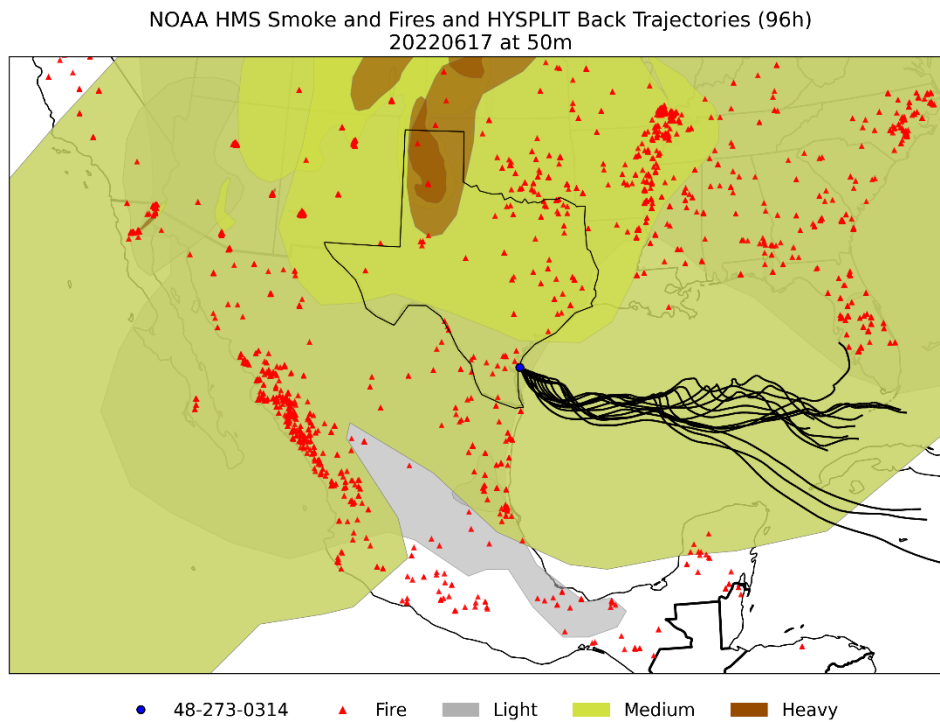 NOAA HMS Smoke and Fires and HYSPLIT Back Trajectories (96h)
20220617 at 50m
48-273-0314 Fire Light Medium Heavy